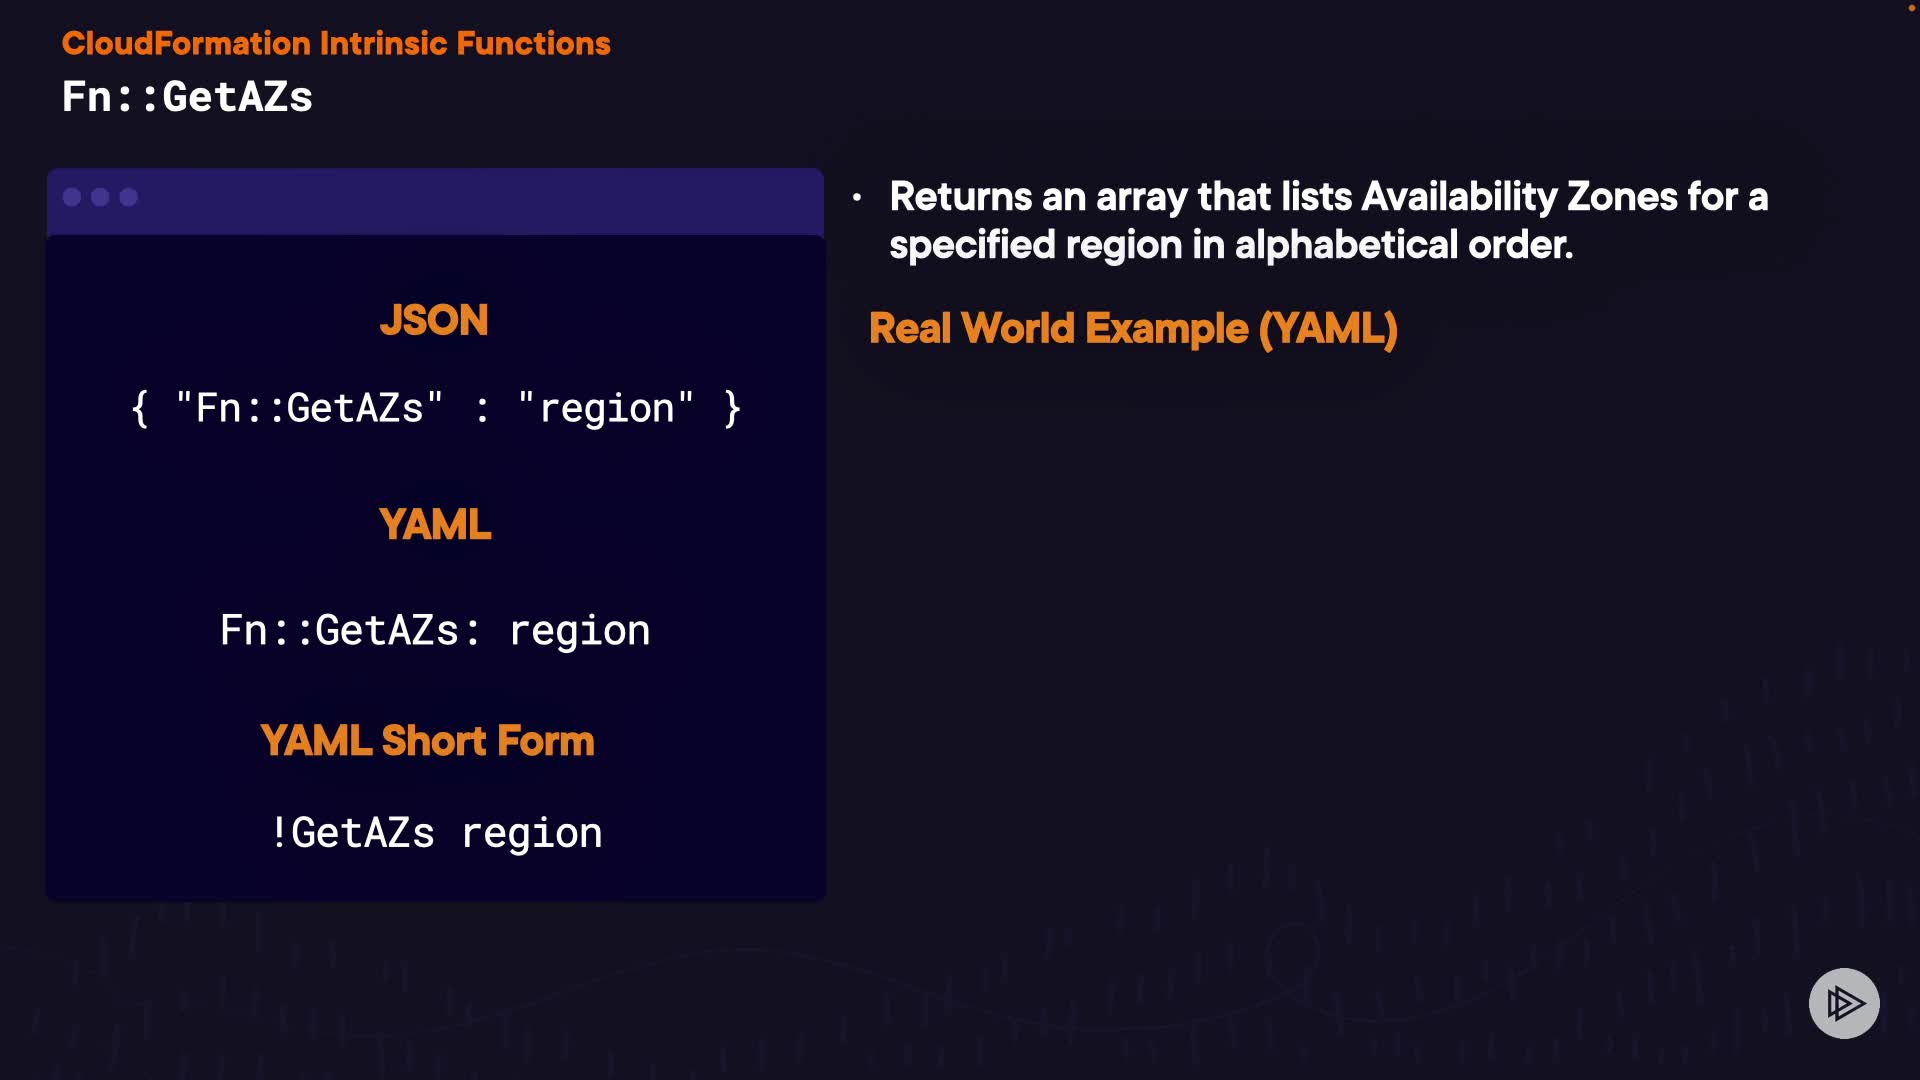 CloudFormation Intrinsic Functions
Fn::GetAZs
JSON
{ "Fn::GetAZs" : "region" }
YAML
Fn::GetAZs: region
YAML Short Form
!GetAZs region
• Returns an array that lists Availability Zones for a
specified region in alphabetical order.
Real World Example (YAML)